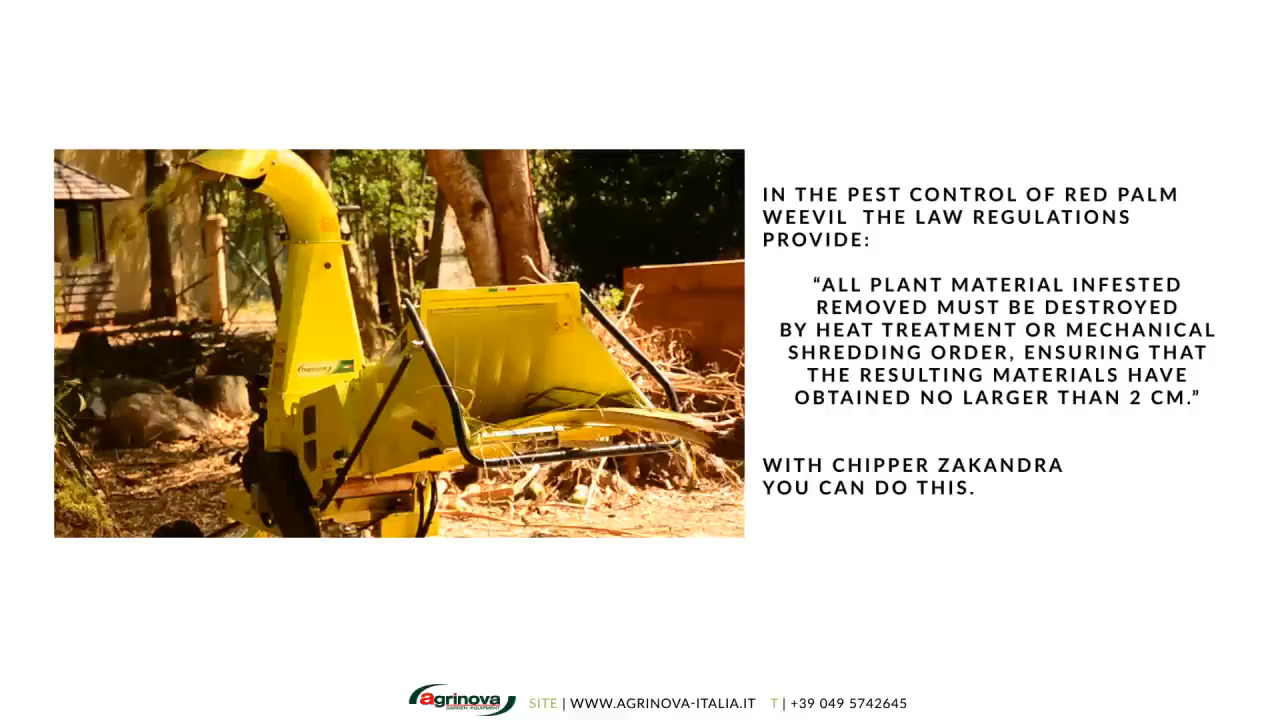 IN THE PEST CONTROL OF RED PALM
WEEVIL THE LAW REGULATIONS
PROVIDE:
“ALL PLANT MATERIAL INFESTED
REMOVED MUST BE DESTROYED
BY HEAT TREATMENT OR MECHANICAL
SHREDDING ORDER, ENSURING THAT
THE RESULTING MATERIALS HAVE
OBTAINED NO LARGER THAN 2 CM.”
WITH CHIPPER ZAKANDRA
YOU CAN DO THIS.
agrinova
GARDEN EQUIPMENT
SITE | WWW.AGRINOVA-ITALIA.IT T | +39 049 5742645